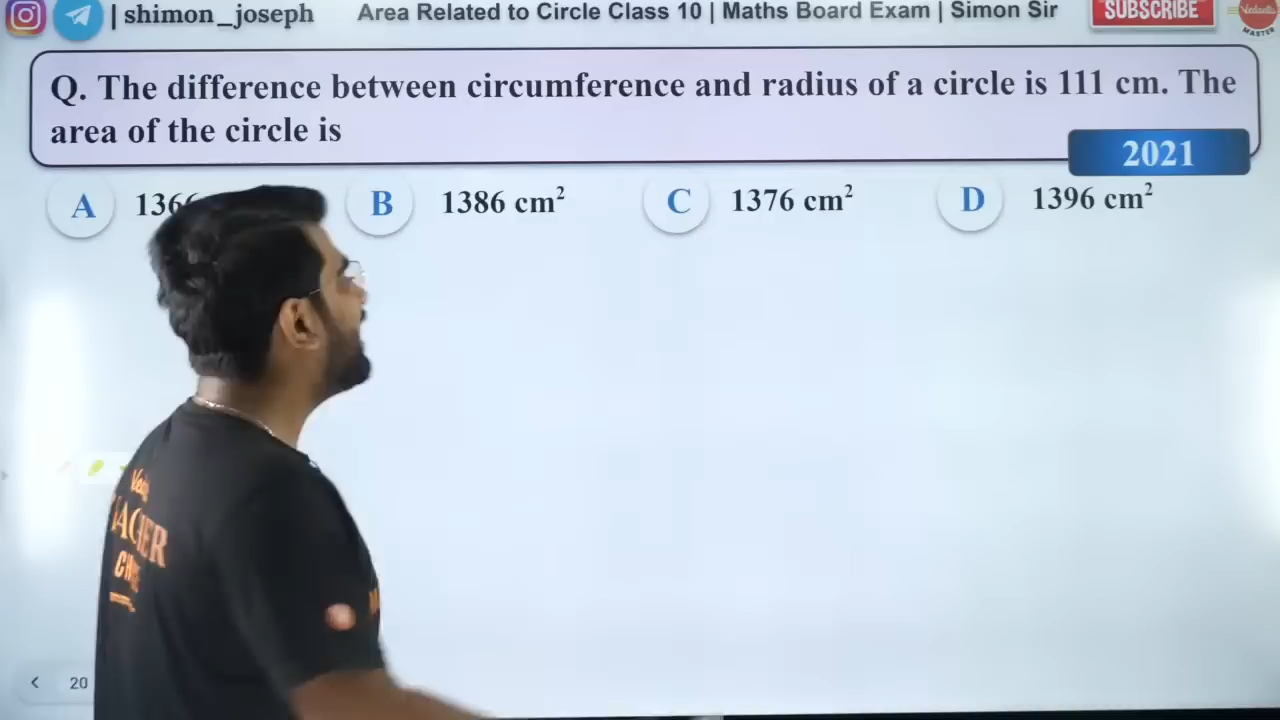 | shimon_joseph
Area Related to Circle Class 10 | Maths Board Exam | Simon Sir
SUBSCRIBE
Vedantu
MASTER
Q. The difference between circumference and radius of a circle is 111 cm. The
area of the circle is
2021
A
B 1386 cm²
C 1376 cm²
D 1396 cm²
20